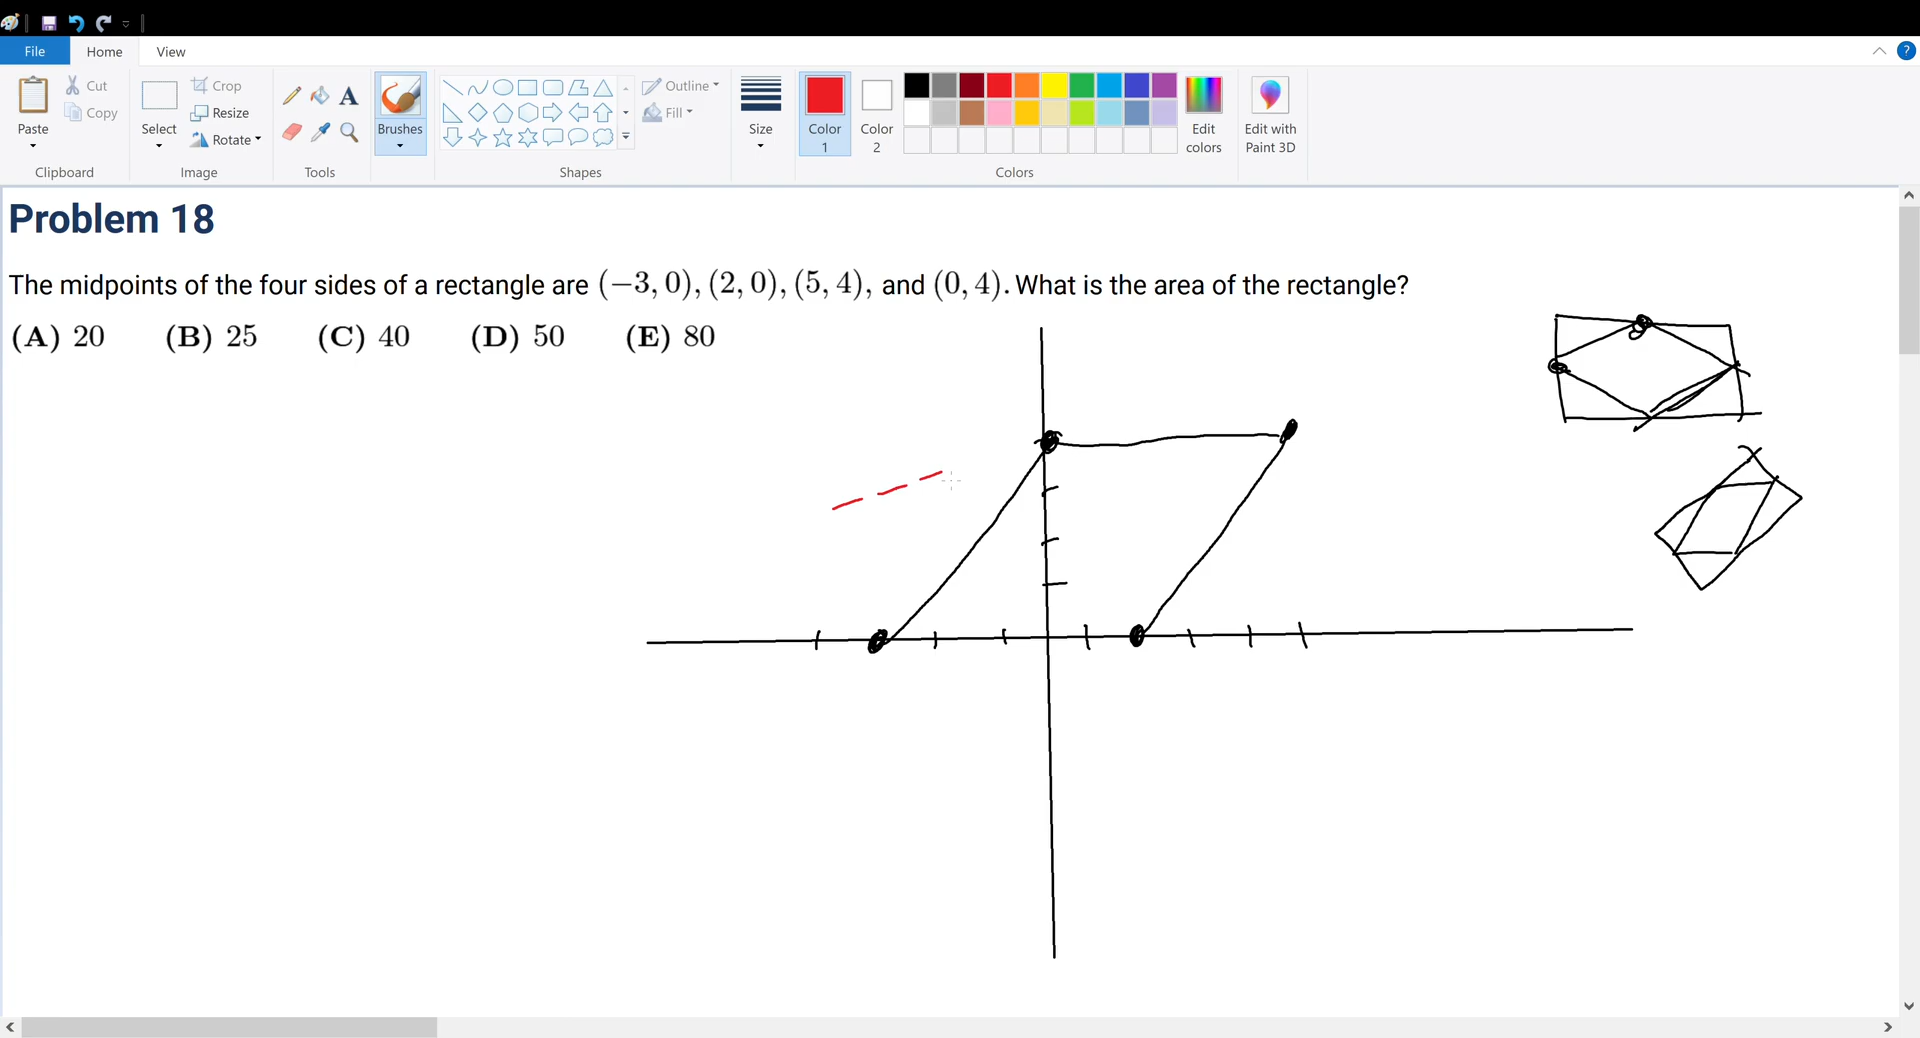 File Home View
?
Paste
Cut
Copy
Clipboard
Select
Crop
Resize
Rotate
Image
A
Tools
Brushes
Outline
Fill
Shapes
Size
Color 1
Color 2
Edit colors
Edit with Paint 3D
Colors
Problem 18
The midpoints of the four sides of a rectangle are (−3, 0), (2, 0), (5, 4), and (0, 4). What is the area of the rectangle?
(A) 20 (B) 25 (C) 40 (D) 50 (E) 80